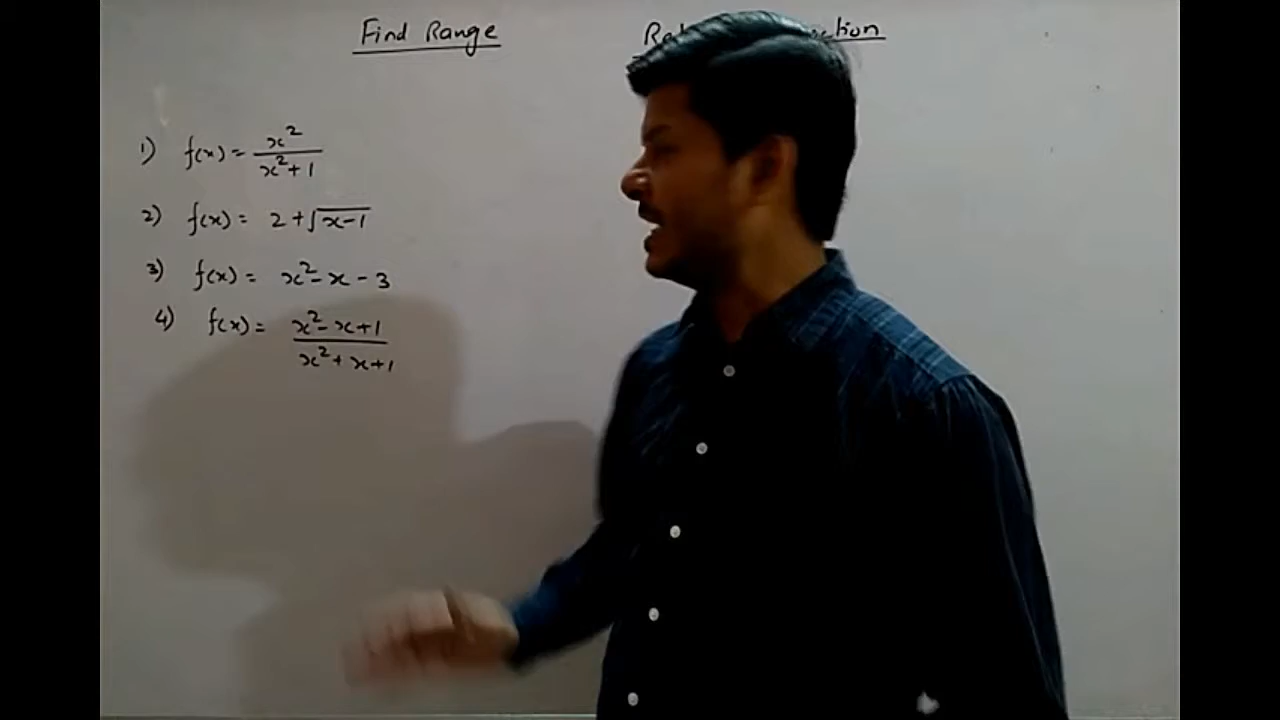 Find Range
1) f(x) = x²/(x²+1)
2) f(x) = 2+√(x-1)
3) f(x) = x²-x-3
4) f(x) = (x²-x+1)/(x²+x+1)